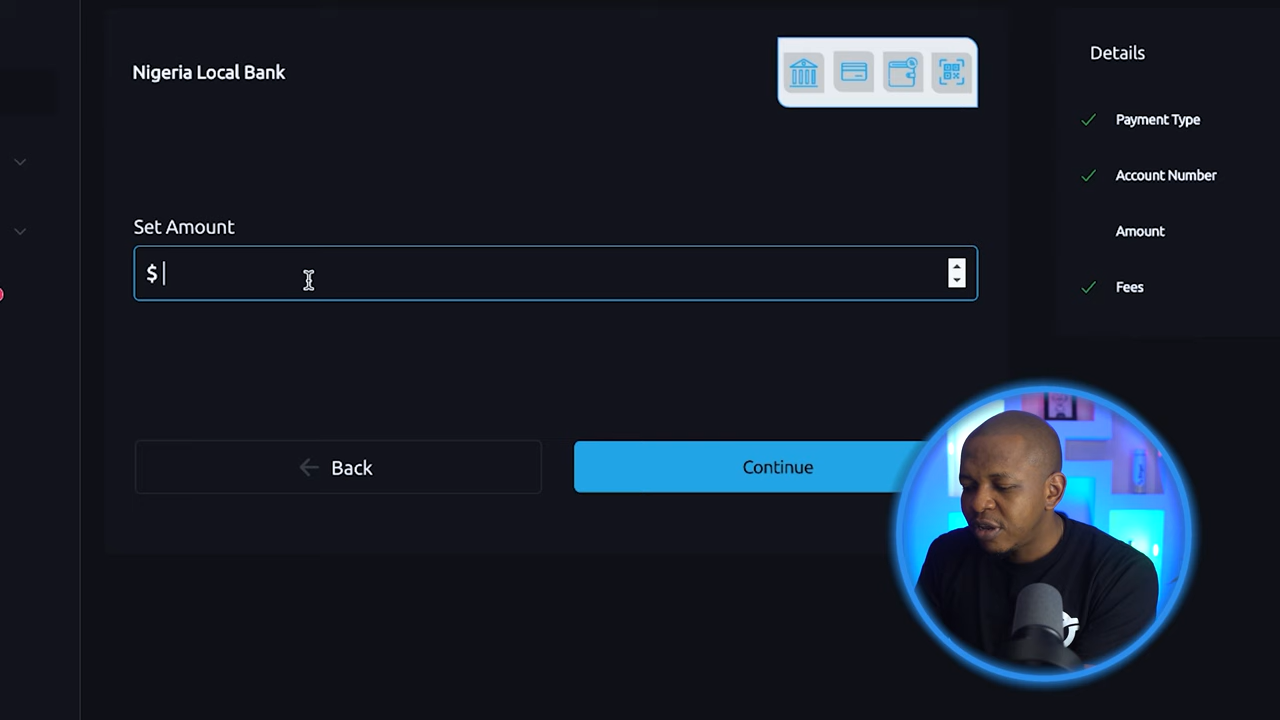 Nigeria Local Bank
Details
Payment Type
Account Number
Set Amount
Amount
$
Fees
Back
Continue